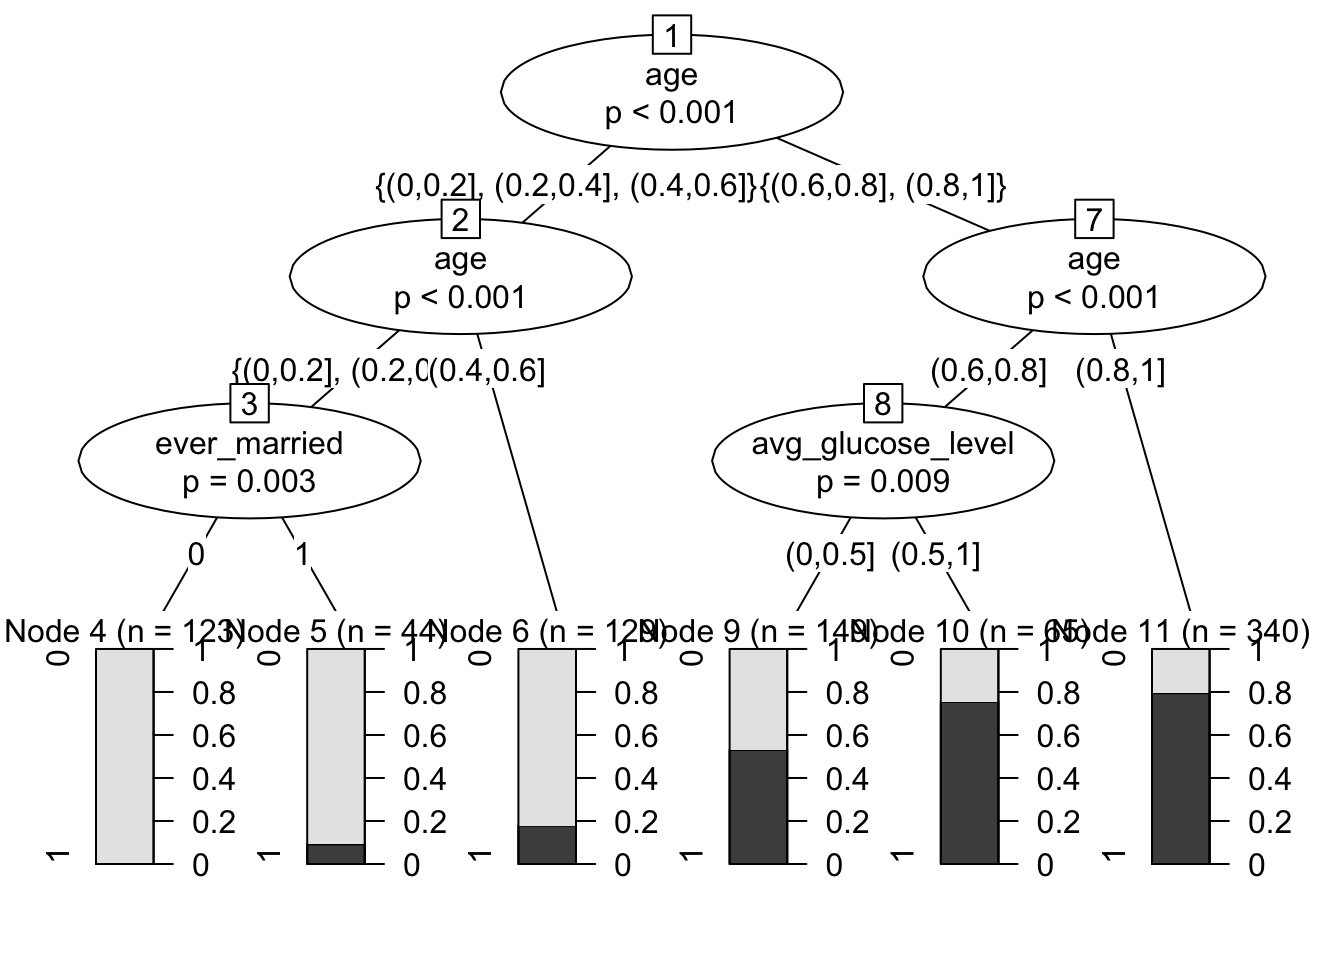 1
age
p < 0.001
{(0,0.2], (0.2,0.4], (0.4,0.6]} {(0.6,0.8], (0.8,1]}
2
age
p < 0.001
7
age
p < 0.001
{(0,0.2], (0.2,0 (0.4,0.6]
(0.6,0.8] (0.8,1]
3
ever_married
p = 0.003
8
avg_glucose_level
p = 0.009
0 1
(0,0.5] (0.5,1]
Node 4 (n = 123) Node 5 (n = 44) Node 6 (n = 129) Node 9 (n = 149) Node 10 (n = 65) Node 11 (n = 340)
0 1 0 1 0 1 0 1 0 1 0 1
0.8 0.8 0.8 0.8 0.8 0.8
0.6 0.6 0.6 0.6 0.6 0.6
0.4 0.4 0.4 0.4 0.4 0.4
0.2 0.2 0.2 0.2 0.2 0.2
1 0 1 0 1 0 1 0 1 0 1 0